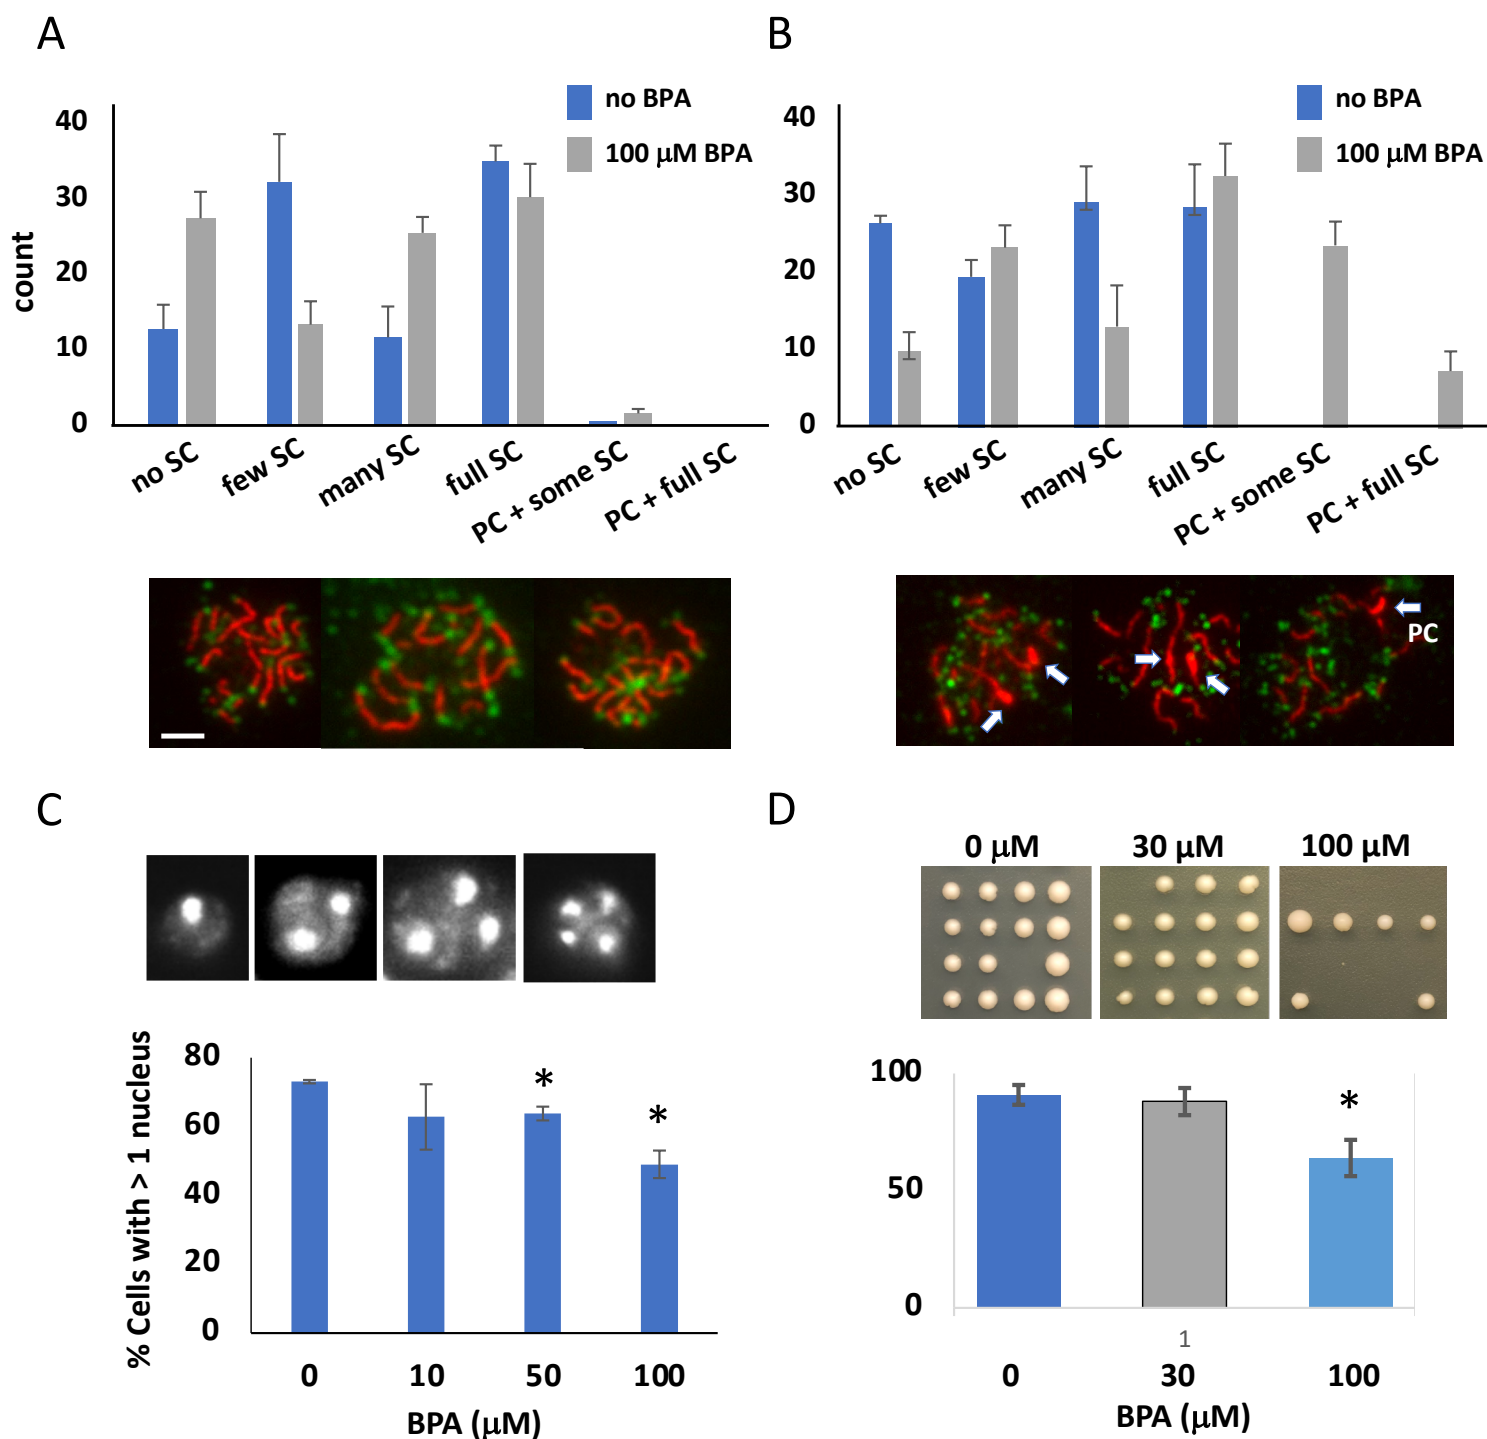 A
no BPA
100 μM BPA
count
40
30
20
10
0
no SC
few SC
many SC
full SC
PC + some SC
PC + full SC
B
no BPA
100 μM BPA
40
30
20
10
0
no SC
few SC
many SC
full SC
PC + some SC
PC + full SC
PC
C
% Cells with > 1 nucleus
80
60
40
20
0
*
*
0 10 50 100
BPA (μM)
D
0 μM 30 μM 100 μM
100
50
0
*
1
0 30 100
BPA (μM)